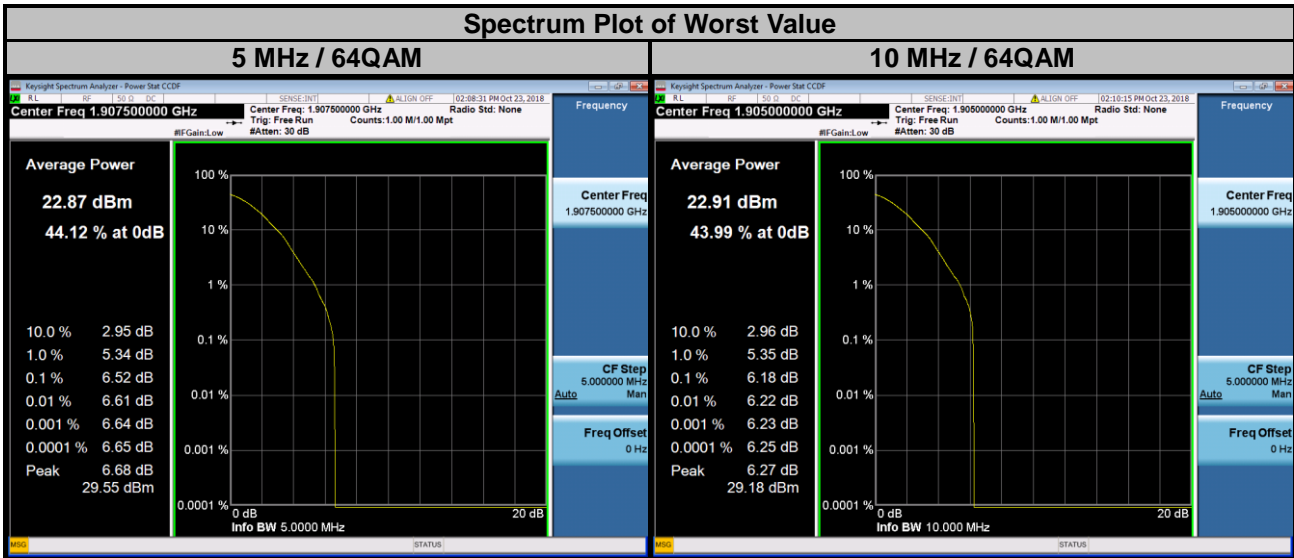 Spectrum Plot of Worst Value
5 MHz / 64QAM
Keysight Spectrum Analyzer - Power Stat CCDF
RL RF 50 Ω DC SENSE:INT ALIGN OFF 02:08:31 PM Oct 23, 2018
Center Freq 1.907500000 GHz
Center Freq: 1.907500000 GHz Radio Std: None
Trig: Free Run Counts:1.00 M/1.00 Mpt
#IFGain:Low #Atten: 30 dB
Average Power
22.87 dBm
44.12 % at 0dB
10.0 % 2.95 dB
1.0 % 5.34 dB
0.1 % 6.52 dB
0.01 % 6.61 dB
0.001 % 6.64 dB
0.0001 % 6.65 dB
Peak 6.68 dB
29.55 dBm
100 %
10 %
1 %
0.1 %
0.01 %
0.001 %
0.0001 %
0 dB 20 dB
Info BW 5.0000 MHz
Frequency
Center Freq
1.907500000 GHz
CF Step
5.000000 MHz
Auto Man
Freq Offset
0 Hz
MSG STATUS
10 MHz / 64QAM
Keysight Spectrum Analyzer - Power Stat CCDF
RL RF 50 Ω DC SENSE:INT ALIGN OFF 02:10:15 PM Oct 23, 2018
Center Freq 1.905000000 GHz
Center Freq: 1.905000000 GHz Radio Std: None
Trig: Free Run Counts:1.00 M/1.00 Mpt
#IFGain:Low #Atten: 30 dB
Average Power
22.91 dBm
43.99 % at 0dB
10.0 % 2.96 dB
1.0 % 5.35 dB
0.1 % 6.18 dB
0.01 % 6.22 dB
0.001 % 6.23 dB
0.0001 % 6.25 dB
Peak 6.27 dB
29.18 dBm
100 %
10 %
1 %
0.1 %
0.01 %
0.001 %
0.0001 %
0 dB 20 dB
Info BW 10.000 MHz
Frequency
Center Freq
1.905000000 GHz
CF Step
5.000000 MHz
Auto Man
Freq Offset
0 Hz
MSG STATUS